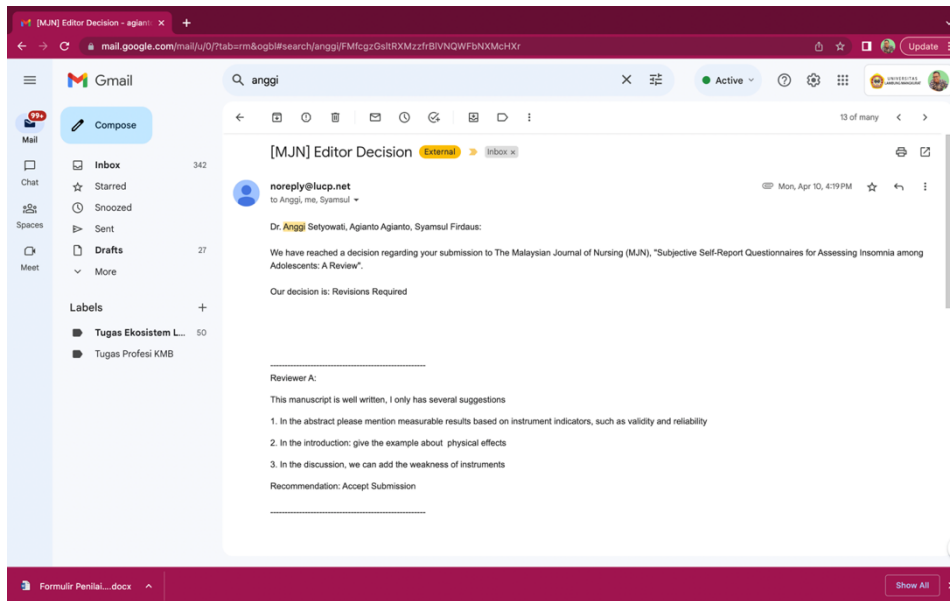 [MJN] Editor Decision - agiant
mail.google.com/mail/u/0/?tab=rm&ogbl#search/anggi/FMfcgzGsltRXMzzfrBlVNQWFbNXMcHXr
Update
Gmail
anggi
Active
UNIVERSITAS
LAMBUNG MANGKURAT
99+
Mail
Chat
Spaces
Meet
Compose
Inbox 342
Starred
Snoozed
Sent
Drafts 27
More
Labels
Tugas Ekosistem L... 50
Tugas Profesi KMB
13 of many
[MJN] Editor Decision External Inbox ×
noreply@lucp.net Mon, Apr 10, 4:19 PM
to Anggi, me, Syamsul
Dr. Anggi Setyowati, Agianto Agianto, Syamsul Firdaus:
We have reached a decision regarding your submission to The Malaysian Journal of Nursing (MJN), "Subjective Self-Report Questionnaires for Assessing Insomnia among
Adolescents: A Review".
Our decision is: Revisions Required
------------------------------------------------------
Reviewer A:
This manuscript is well written, I only has several suggestions
1. In the abstract please mention measurable results based on instrument indicators, such as validity and reliability
2. In the introduction: give the example about physical effects
3. In the discussion, we can add the weakness of instruments
Recommendation: Accept Submission
------------------------------------------------------
Formulir Penilai....docx
Show All